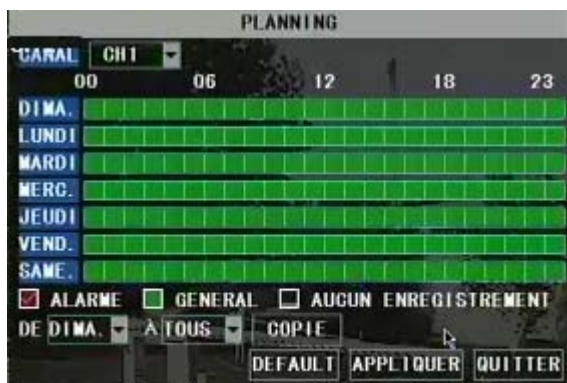 PLANNING
CANAL CH1
00 06 12 18 23
DIMA.
LUNDI
MARDI
MERC.
JEUDI
VEND.
SAME.
ALARME GENERAL AUCUN ENREGISTREMENT
DE DIMA. À TOUS COPIE
DEFAULT APPLIQUER QUITTER